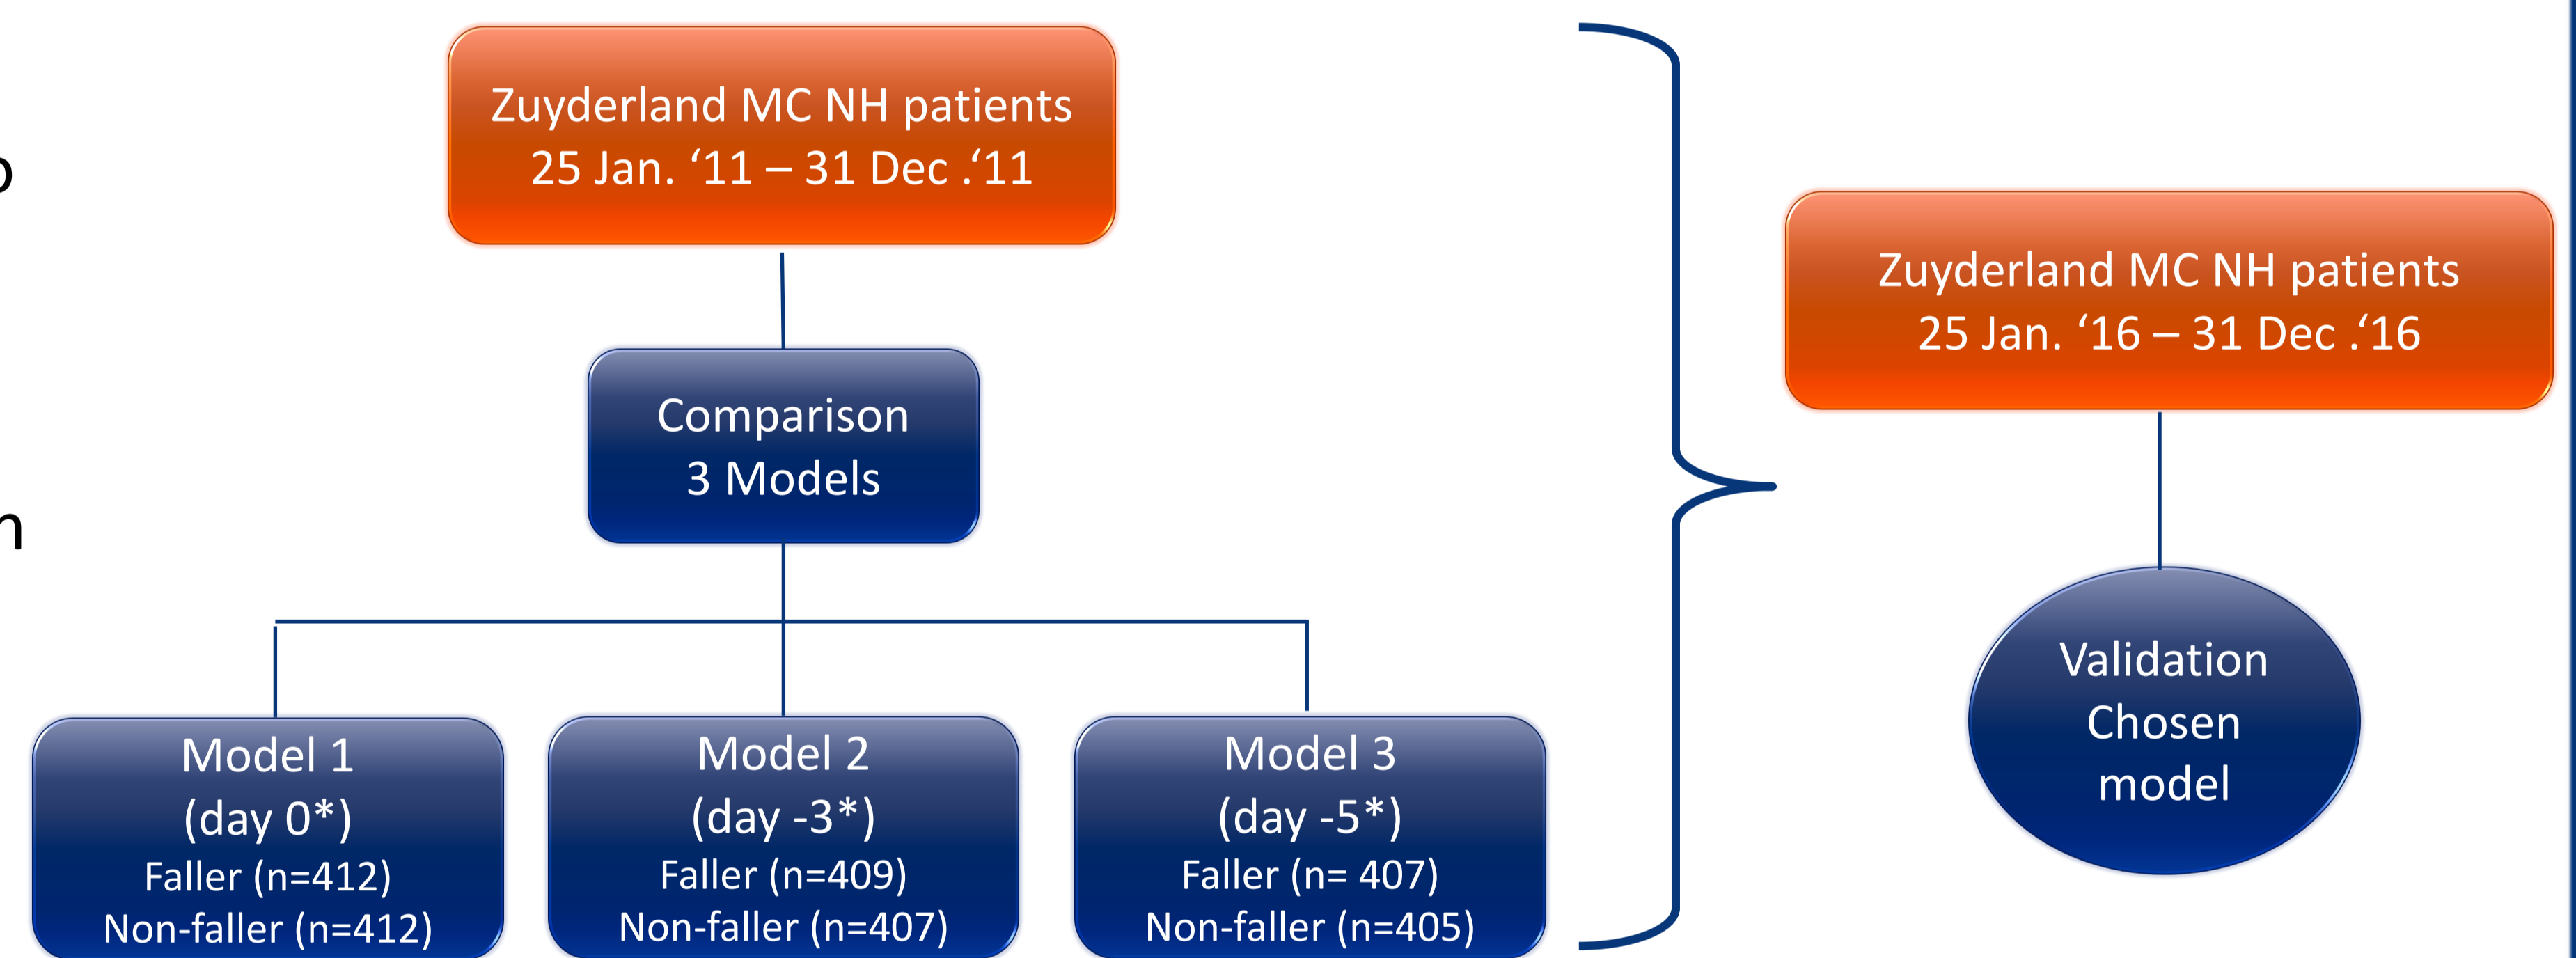 Zuyderland MC NH patients
25 Jan. ‘11 – 31 Dec .‘11
Comparison
3 Models
Model 1
(day 0*)
Faller (n=412)
Non-faller (n=412)
Model 2
(day -3*)
Faller (n=409)
Non-faller (n=407)
Model 3
(day -5*)
Faller (n= 407)
Non-faller (n=405)
Zuyderland MC NH patients
25 Jan. ‘16 – 31 Dec .‘16
Validation
Chosen
model